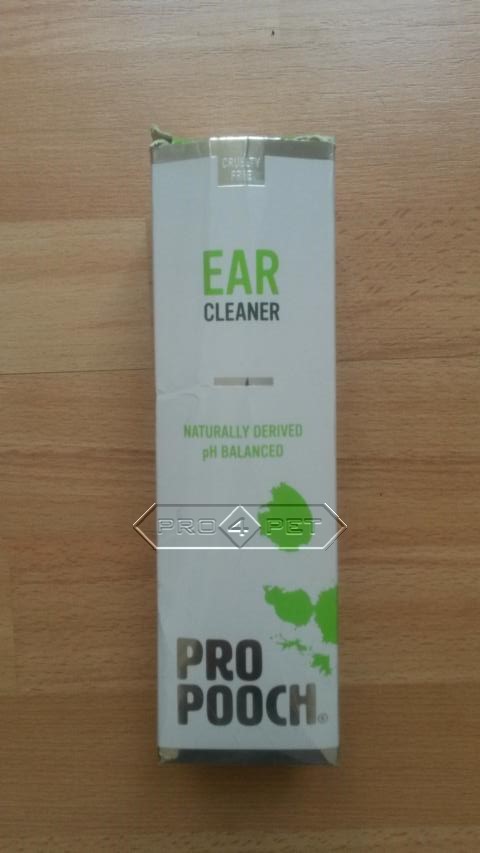 CRUELTY
FREE
EAR
CLEANER
NATURALLY DERIVED
pH BALANCED
PRO 4 PET
PRO
POOCH®